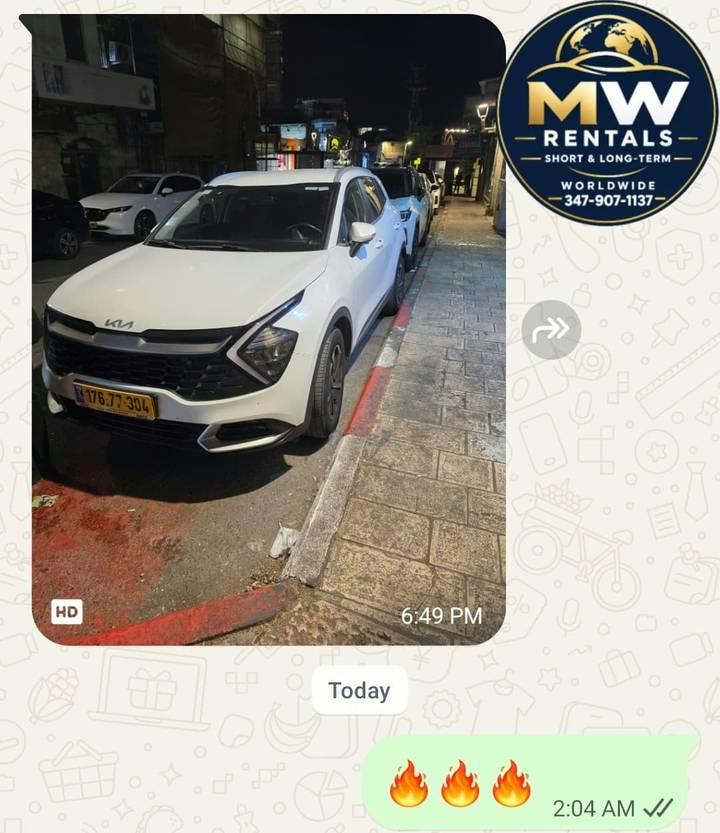 MW
RENTALS
SHORT & LONG-TERM
WORLDWIDE
347-907-1137
KIA
176-77-304
HD
6:49 PM
Today
🔥🔥🔥
2:04 AM